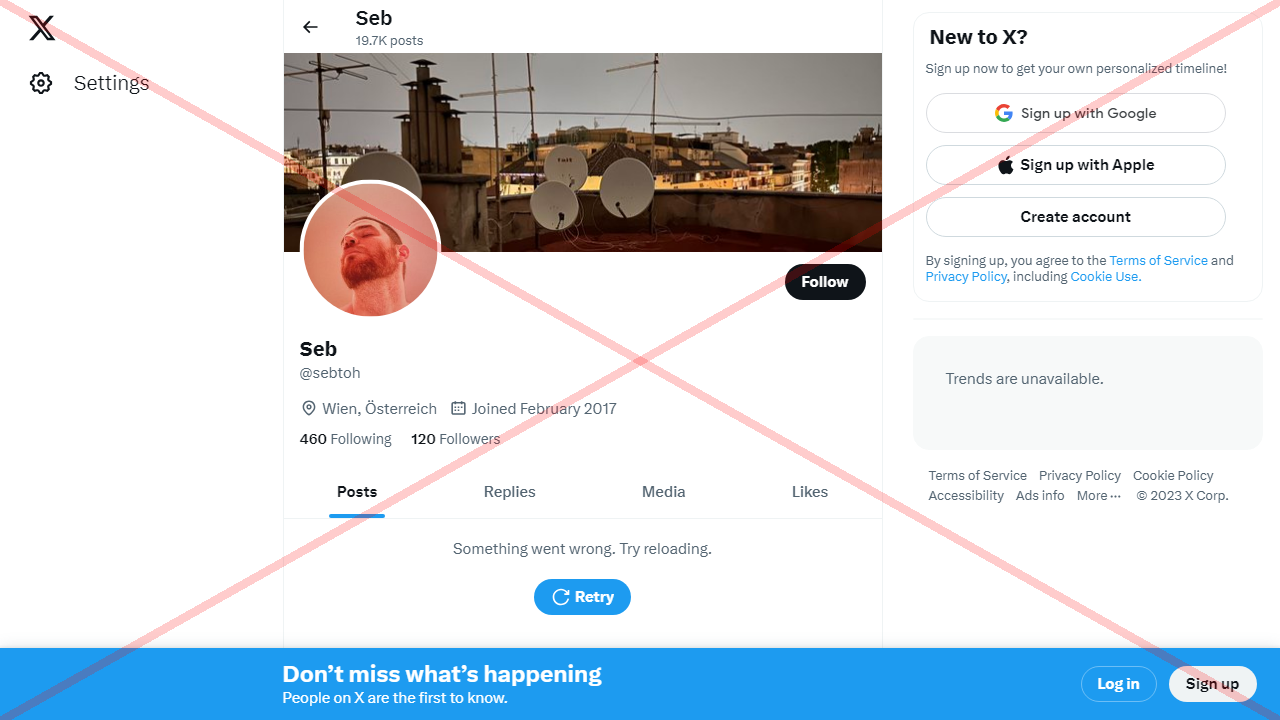 Settings
Seb
19.7K posts
Follow
Seb
@sebtoh
Wien, Österreich Joined February 2017
460 Following 120 Followers
Posts Replies Media Likes
Something went wrong. Try reloading.
Retry
New to X?
Sign up now to get your own personalized timeline!
Sign up with Google
Sign up with Apple
Create account
By signing up, you agree to the Terms of Service and
Privacy Policy, including Cookie Use.
Trends are unavailable.
Terms of Service Privacy Policy Cookie Policy
Accessibility Ads info More ··· © 2023 X Corp.
Don’t miss what’s happening
People on X are the first to know.
Log in Sign up